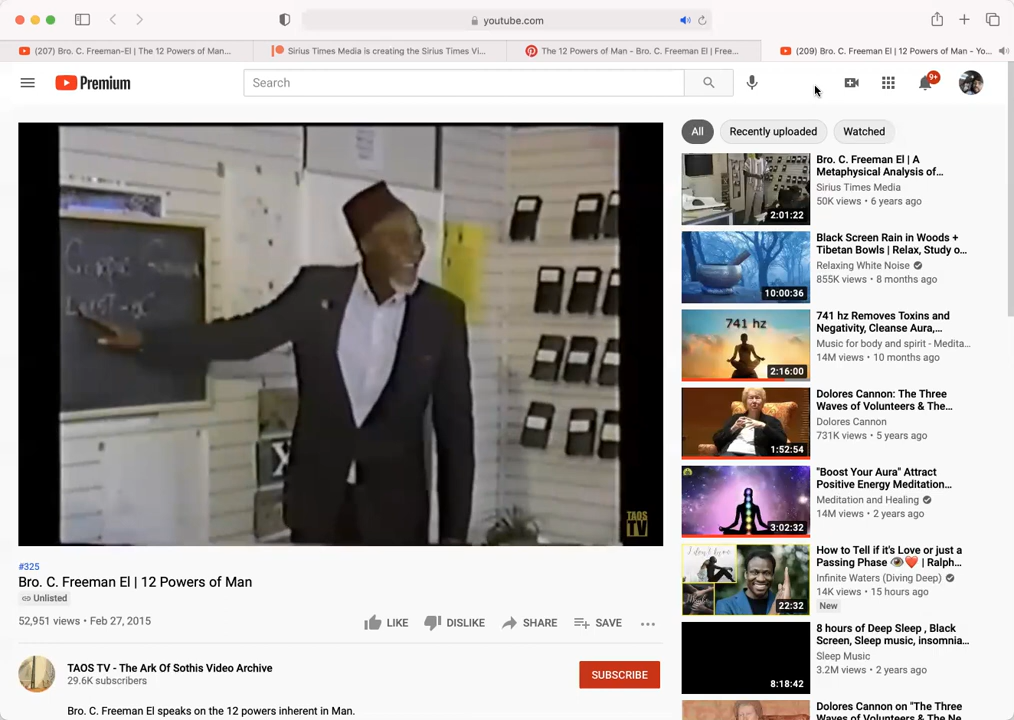 youtube.com
(207) Bro. C. Freeman-El | The 12 Powers of Man...
Sirius Times Media is creating the Sirius Times Vi...
The 12 Powers of Man - Bro. C. Freeman El | Free...
(209) Bro. C. Freeman El | 12 Powers of Man - Yo...
Premium
Search
9+
All
Recently uploaded
Watched
TAOS
TV
#325
Bro. C. Freeman El | 12 Powers of Man
Unlisted
52,951 views • Feb 27, 2015
LIKE
DISLIKE
SHARE
SAVE
TAOS TV - The Ark Of Sothis Video Archive
29.6K subscribers
SUBSCRIBE
Bro. C. Freeman El speaks on the 12 powers inherent in Man.
2:01:22
Bro. C. Freeman El | A
Metaphysical Analysis of...
Sirius Times Media
50K views • 6 years ago
10:00:36
Black Screen Rain in Woods +
Tibetan Bowls | Relax, Study o...
Relaxing White Noise
855K views • 8 months ago
741 hz
2:16:00
741 hz Removes Toxins and
Negativity, Cleanse Aura,...
Music for body and spirit - Medita...
14M views • 10 months ago
1:52:54
Dolores Cannon: The Three
Waves of Volunteers & The...
Dolores Cannon
731K views • 5 years ago
3:02:32
"Boost Your Aura" Attract
Positive Energy Meditation...
Meditation and Healing
14M views • 2 years ago
22:32
How to Tell if it's Love or just a
Passing Phase 👁️❤️ | Ralph...
Infinite Waters (Diving Deep)
14K views • 15 hours ago
New
8:18:42
8 hours of Deep Sleep , Black
Screen, Sleep music, insomnia...
Sleep Music
3.2M views • 2 years ago
Dolores Cannon on "The Three
Waves of Volunteers & The Ne...